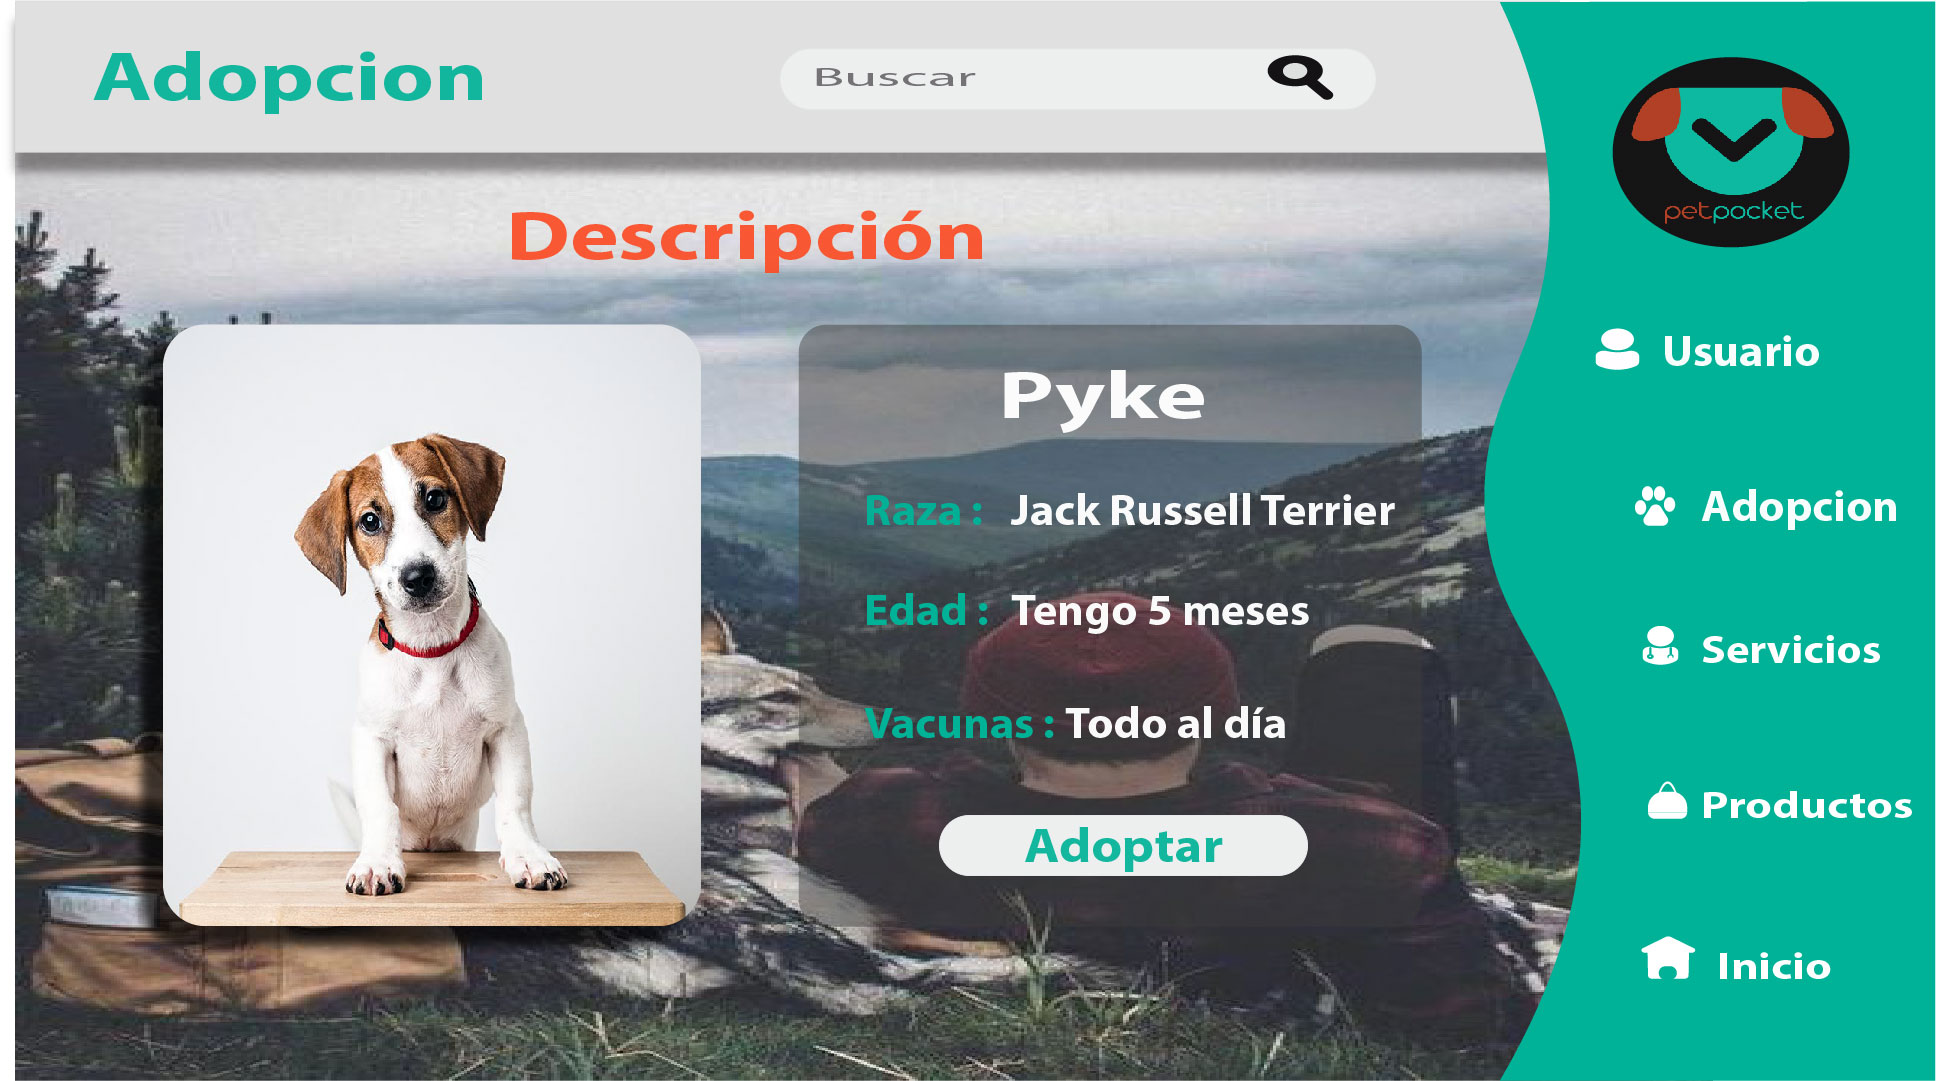 Adopcion
Buscar
petpocket
Descripción
Pyke
Raza : Jack Russell Terrier
Edad : Tengo 5 meses
Vacunas : Todo al día
Adoptar
Usuario
Adopcion
Servicios
Productos
Inicio